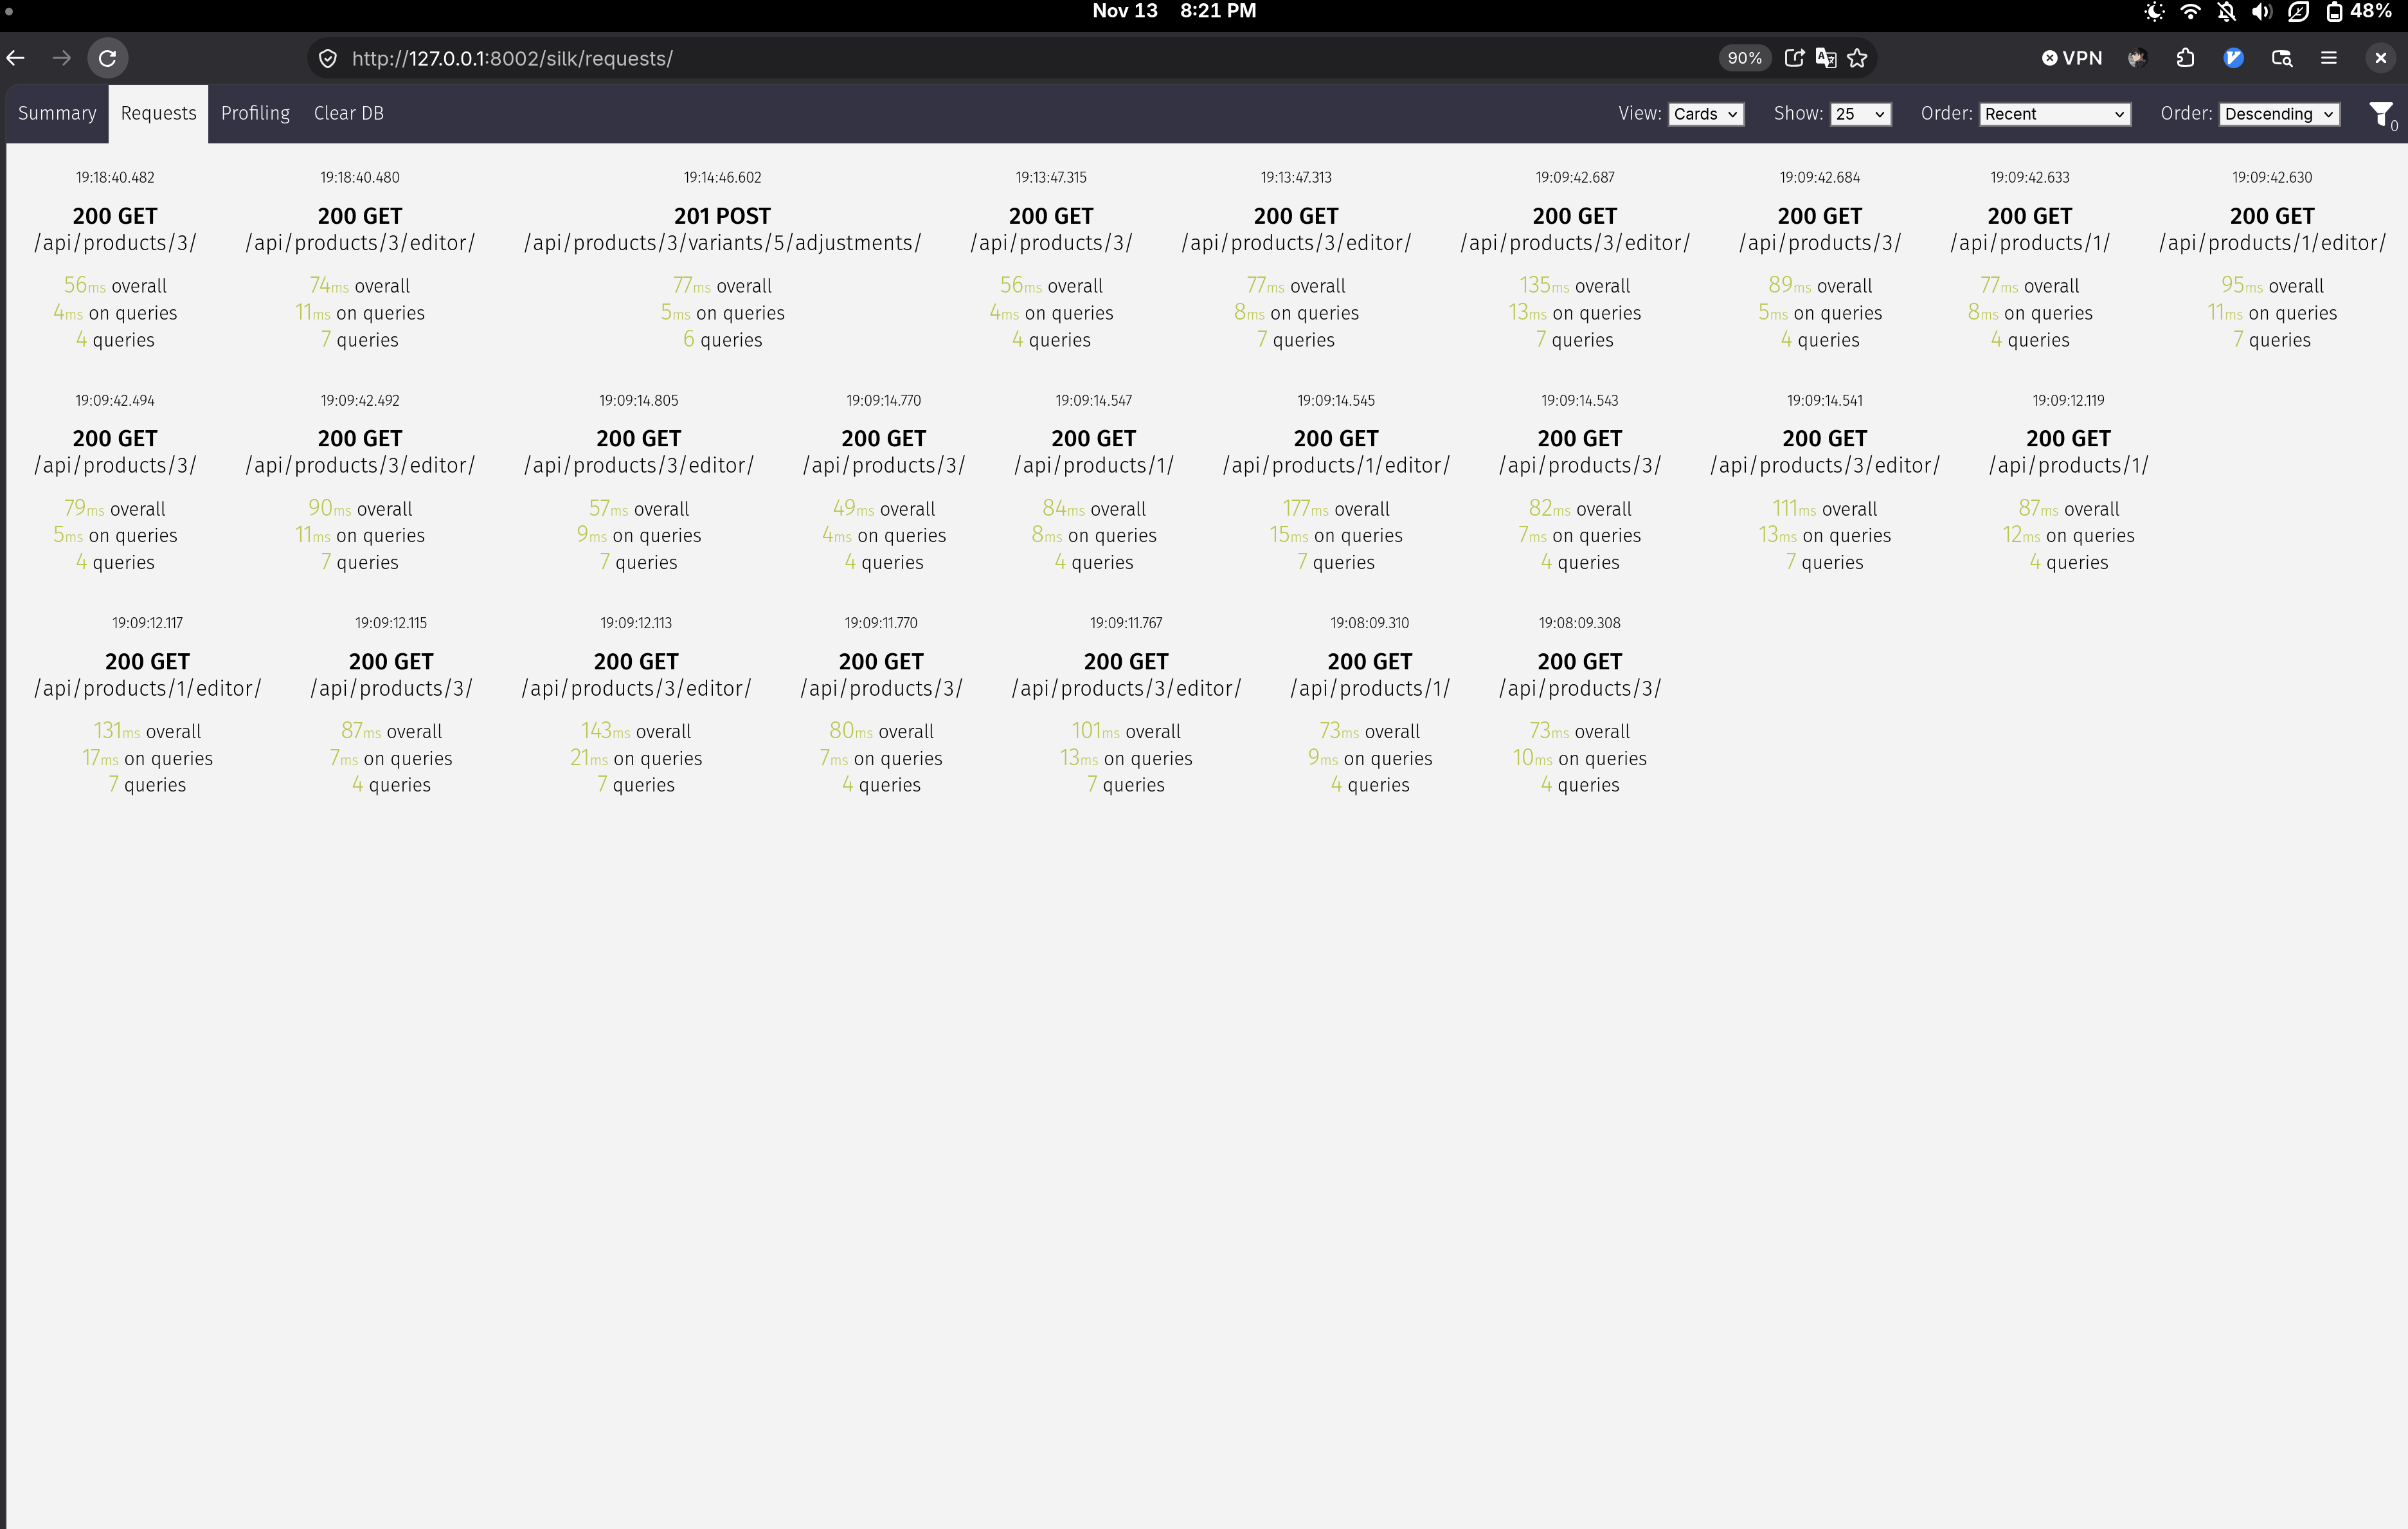 Nov 13 8:21 PM
48%
http://127.0.0.1:8002/silk/requests/
90%
VPN
Summary Requests Profiling Clear DB
View: Cards Show: 25 Order: Recent Order: Descending 0
19:18:40.482
200 GET
/api/products/3/
56ms overall
4ms on queries
4 queries
19:18:40.480
200 GET
/api/products/3/editor/
74ms overall
11ms on queries
7 queries
19:14:46.602
201 POST
/api/products/3/variants/5/adjustments/
77ms overall
5ms on queries
6 queries
19:13:47.315
200 GET
/api/products/3/
56ms overall
4ms on queries
4 queries
19:13:47.313
200 GET
/api/products/3/editor/
77ms overall
8ms on queries
7 queries
19:09:42.687
200 GET
/api/products/3/editor/
135ms overall
13ms on queries
7 queries
19:09:42.684
200 GET
/api/products/3/
89ms overall
5ms on queries
4 queries
19:09:42.633
200 GET
/api/products/1/
77ms overall
8ms on queries
4 queries
19:09:42.630
200 GET
/api/products/1/editor/
95ms overall
11ms on queries
7 queries
19:09:42.494
200 GET
/api/products/3/
79ms overall
5ms on queries
4 queries
19:09:42.492
200 GET
/api/products/3/editor/
90ms overall
11ms on queries
7 queries
19:09:14.805
200 GET
/api/products/3/editor/
57ms overall
9ms on queries
7 queries
19:09:14.770
200 GET
/api/products/3/
49ms overall
4ms on queries
4 queries
19:09:14.547
200 GET
/api/products/1/
84ms overall
8ms on queries
4 queries
19:09:14.545
200 GET
/api/products/1/editor/
177ms overall
15ms on queries
7 queries
19:09:14.543
200 GET
/api/products/3/
82ms overall
7ms on queries
4 queries
19:09:14.541
200 GET
/api/products/3/editor/
111ms overall
13ms on queries
7 queries
19:09:12.119
200 GET
/api/products/1/
87ms overall
12ms on queries
4 queries
19:09:12.117
200 GET
/api/products/1/editor/
131ms overall
17ms on queries
7 queries
19:09:12.115
200 GET
/api/products/3/
87ms overall
7ms on queries
4 queries
19:09:12.113
200 GET
/api/products/3/editor/
143ms overall
21ms on queries
7 queries
19:09:11.770
200 GET
/api/products/3/
80ms overall
7ms on queries
4 queries
19:09:11.767
200 GET
/api/products/3/editor/
101ms overall
13ms on queries
7 queries
19:08:09.310
200 GET
/api/products/1/
73ms overall
9ms on queries
4 queries
19:08:09.308
200 GET
/api/products/3/
73ms overall
10ms on queries
4 queries